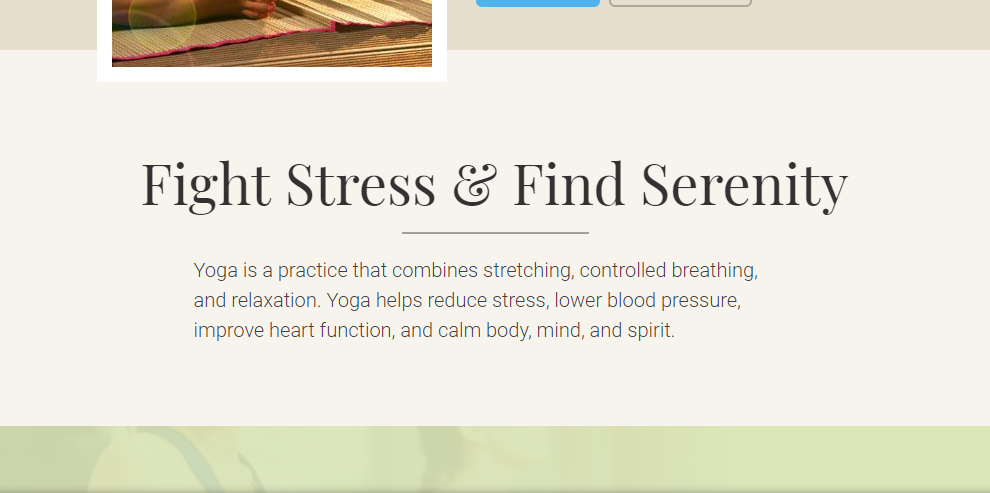 Fight Stress & Find Serenity
Yoga is a practice that combines stretching, controlled breathing,
and relaxation. Yoga helps reduce stress, lower blood pressure,
improve heart function, and calm body, mind, and spirit.